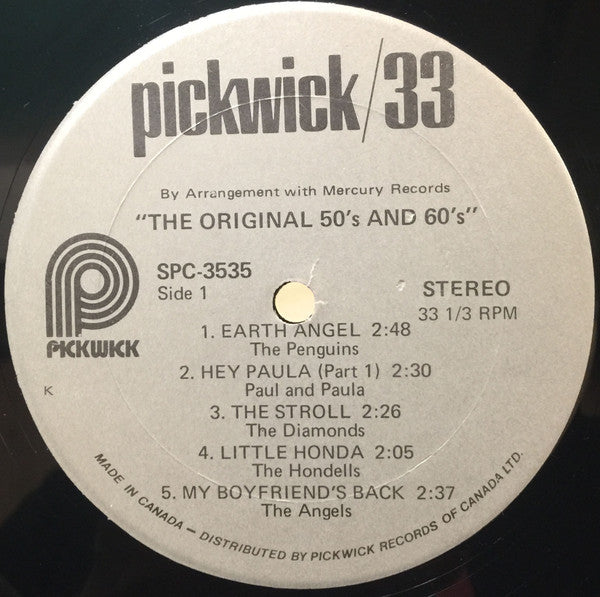 pickwick/33
By Arrangement with Mercury Records
"THE ORIGINAL 50's AND 60's"
PICKWICK
SPC-3535
Side 1
STEREO
33 1/3 RPM
1. EARTH ANGEL 2:48
The Penguins
2. HEY PAULA (Part 1) 2:30
Paul and Paula
3. THE STROLL 2:26
The Diamonds
4. LITTLE HONDA 2:05
The Hondells
5. MY BOYFRIEND'S BACK 2:37
The Angels
K
MADE IN CANADA — DISTRIBUTED BY PICKWICK RECORDS OF CANADA LTD.